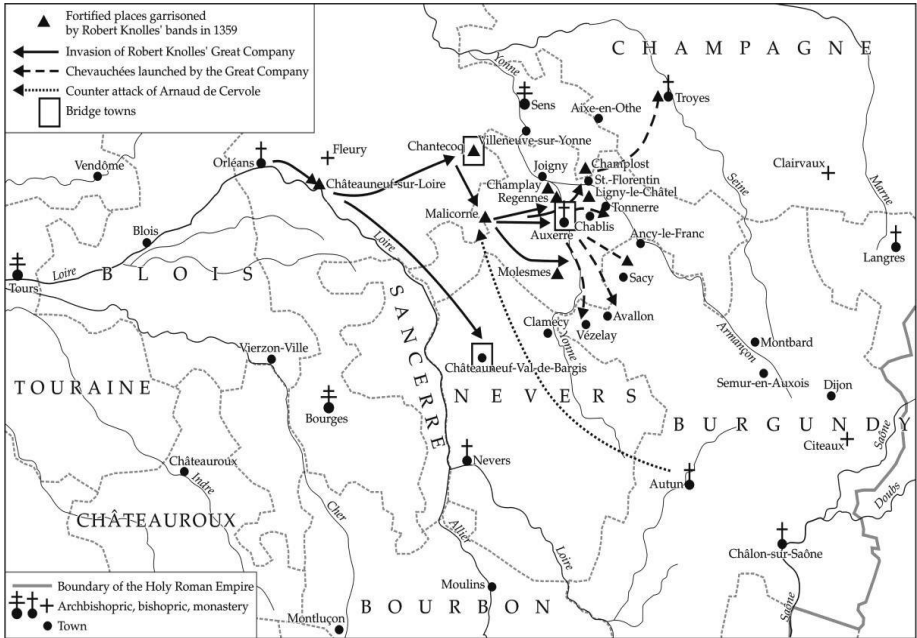 Fortified places garrisoned
by Robert Knolles' bands in 1359
Invasion of Robert Knolles' Great Company
Chevauchées launched by the Great Company
Counter attack of Arnaud de Cervole
Bridge towns
CHAMPAGNE
Yonne
Sens
Troyes
Aixe-en-Othe
Villeneuve-sur-Yonne
Chantecoq
Fleury
Orléans
Vendôme
Châteauneuf-sur-Loire
Joigny
Champlost
St.-Florentin
Champlay
Ligny-le-Châtel
Regennes
Tonnerre
Malicorne
Chablis
Auxerre
Ancy-le-Franc
Clairvaux
Seine
Marne
Langres
Blois
Loire
Loire
BLOIS
Tours
Molesmes
Sacy
Avallon
Vézelay
Clamecy
Yonne
Armançon
Montbard
Semur-en-Auxois
Dijon
Vierzon-Ville
Châteauneuf-Val-de-Bargis
SANCERRE
TOURAINE
NEVERS
BURGUNDY
Bourges
Citeaux
Saône
Châteauroux
Indre
Nevers
Autun
Doubs
CHÂTEAUROUX
Cher
Allier
Loire
Châlon-sur-Saône
Boundary of the Holy Roman Empire
Archbishopric, bishopric, monastery
Town
Moulins
BOURBON
Montluçon
Saône